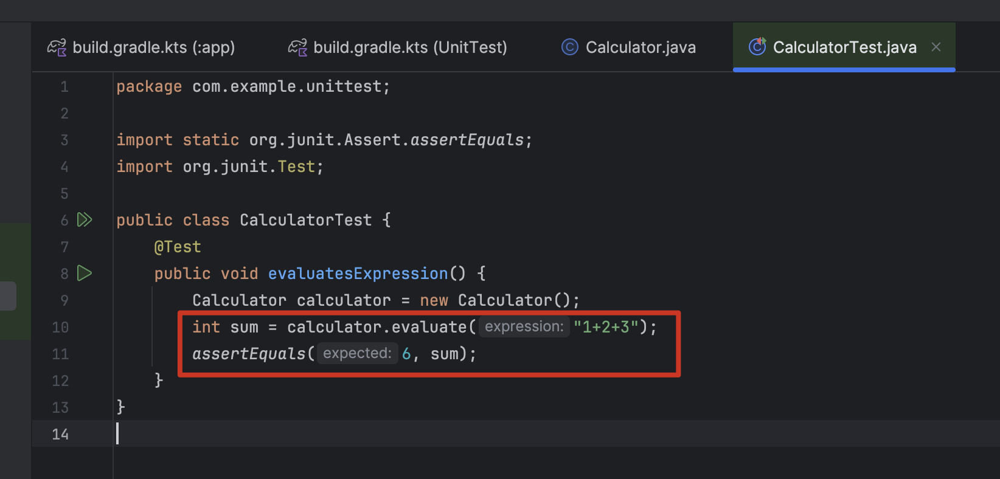 build.gradle.kts (:app) build.gradle.kts (UnitTest) Calculator.java CalculatorTest.java
1 package com.example.unittest;
2
3 import static org.junit.Assert.assertEquals;
4 import org.junit.Test;
5
6 public class CalculatorTest {
7 @Test
8 public void evaluatesExpression() {
9 Calculator calculator = new Calculator();
10 int sum = calculator.evaluate( expression: "1+2+3");
11 assertEquals( expected: 6, sum);
12 }
13 }
14